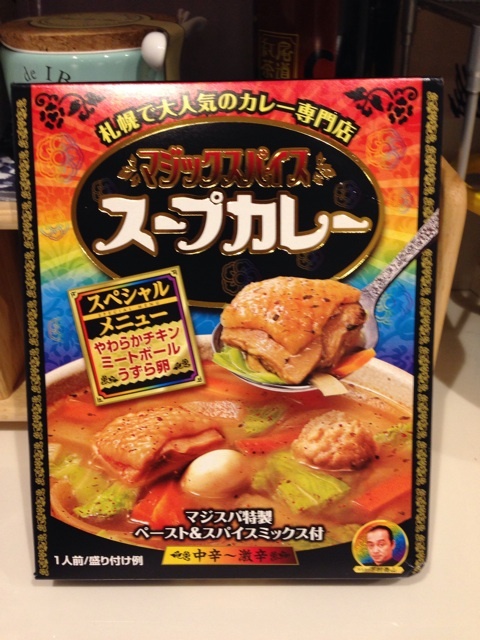 de IR
札幌で大人気のカレー専門店
マジックスパイス
スープカレー
スペシャル
メニュー
やわらかチキン
ミートボール
うずら卵
マジスパ特製
ペースト&スパイスミックス付
中辛～激辛
1人前/盛り付け例